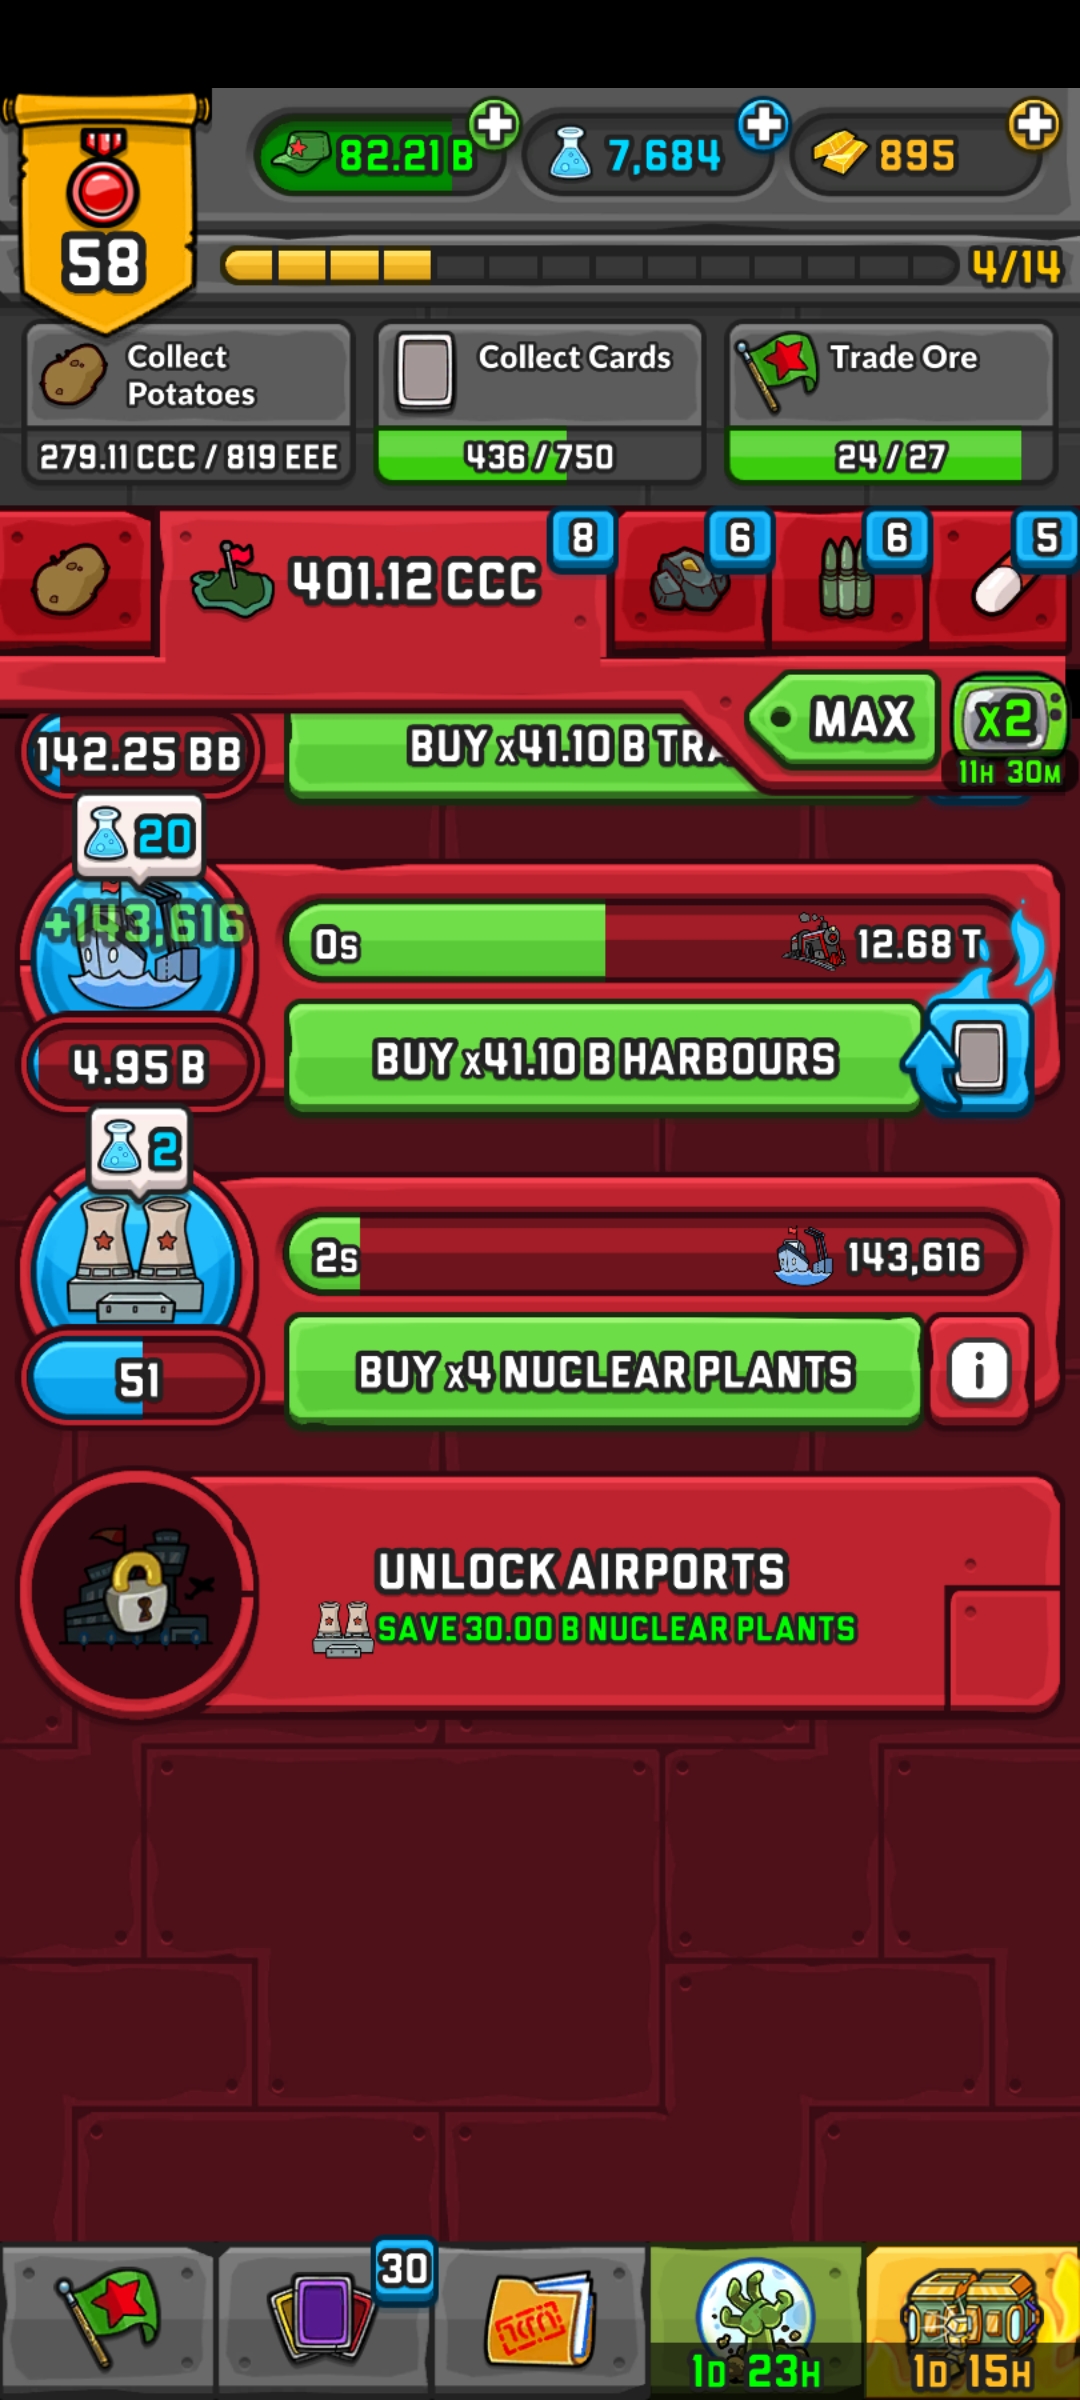 82.21 B
7,684
895
58
4/14
Collect
Potatoes
279.11 CCC / 819 EEE
Collect Cards
436 / 750
Trade Ore
24 / 27
401.12 CCC
8
6
6
5
MAX
x2
11H 30M
142.25 BB
BUY x41.10 B TRA
20
+143,616
0s
12.68 T
4.95 B
BUY x41.10 B HARBOURS
2
2s
143,616
51
BUY x4 NUCLEAR PLANTS
i
UNLOCK AIRPORTS
SAVE 30.00 B NUCLEAR PLANTS
30
1D 23H
1D 15H